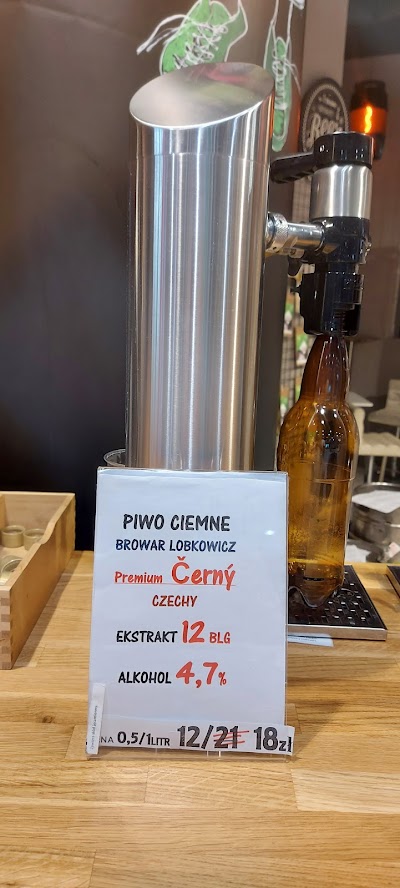 Beer
PIWO CIEMNE
BROWAR LOBKOWICZ
Premium Černý
CZECHY
EKSTRAKT 12 BLG
ALKOHOL 4,7%
NA 0,5/1LITR 12/21 18zł